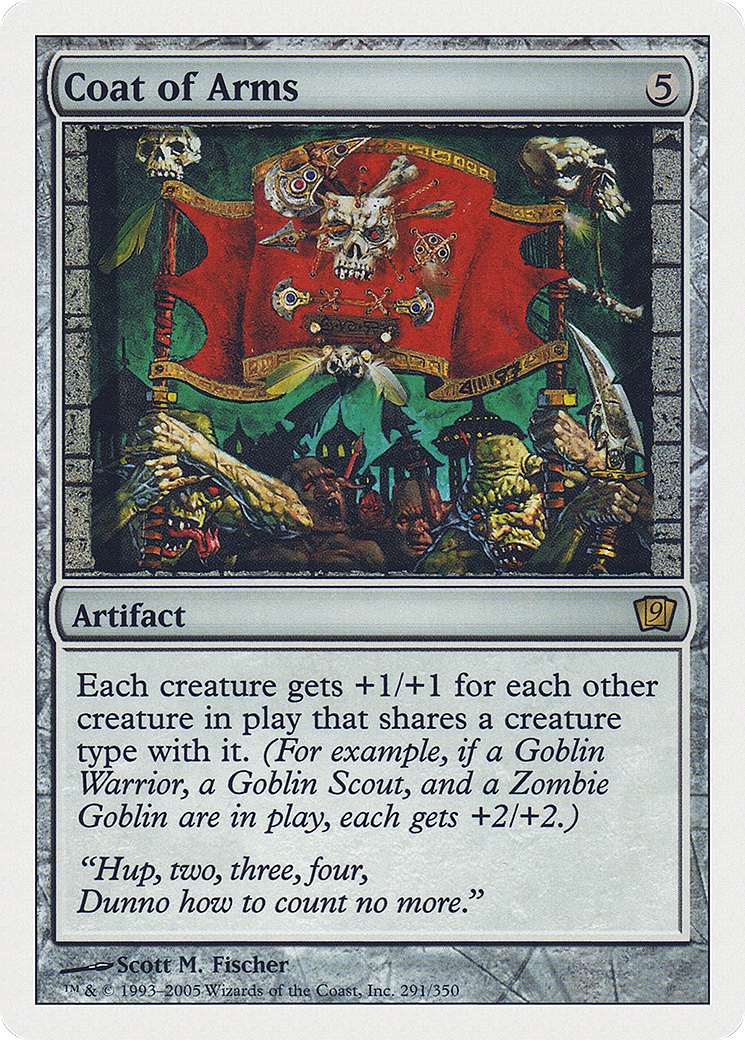 Coat of Arms
5
Artifact
9
Each creature gets +1/+1 for each other
creature in play that shares a creature
type with it. (For example, if a Goblin
Warrior, a Goblin Scout, and a Zombie
Goblin are in play, each gets +2/+2.)
“Hup, two, three, four,
Dunno how to count no more.”
Scott M. Fischer
™ & © 1993–2005 Wizards of the Coast, Inc. 291/350